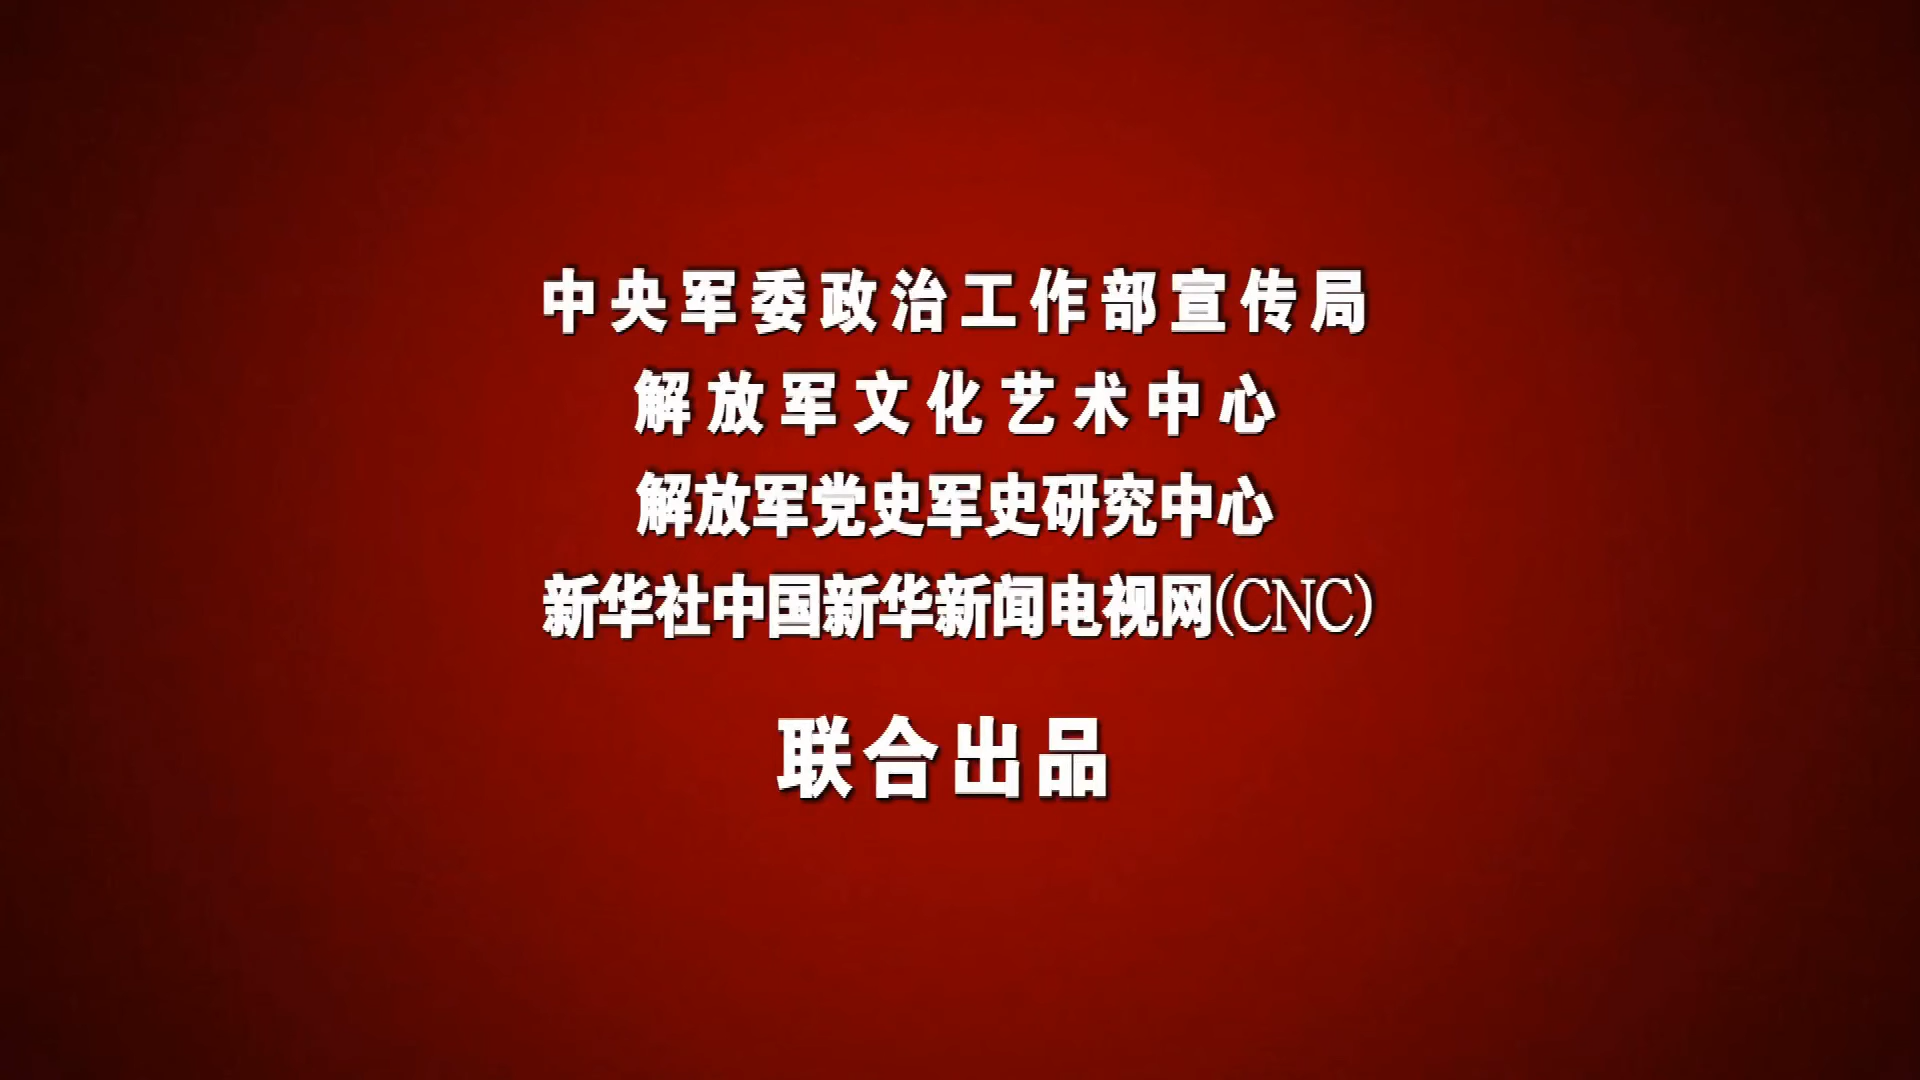 中央军委政治工作部宣传局
解放军文化艺术中心
解放军党史军史研究中心
新华社中国新华新闻电视网(CNC)
联合出品